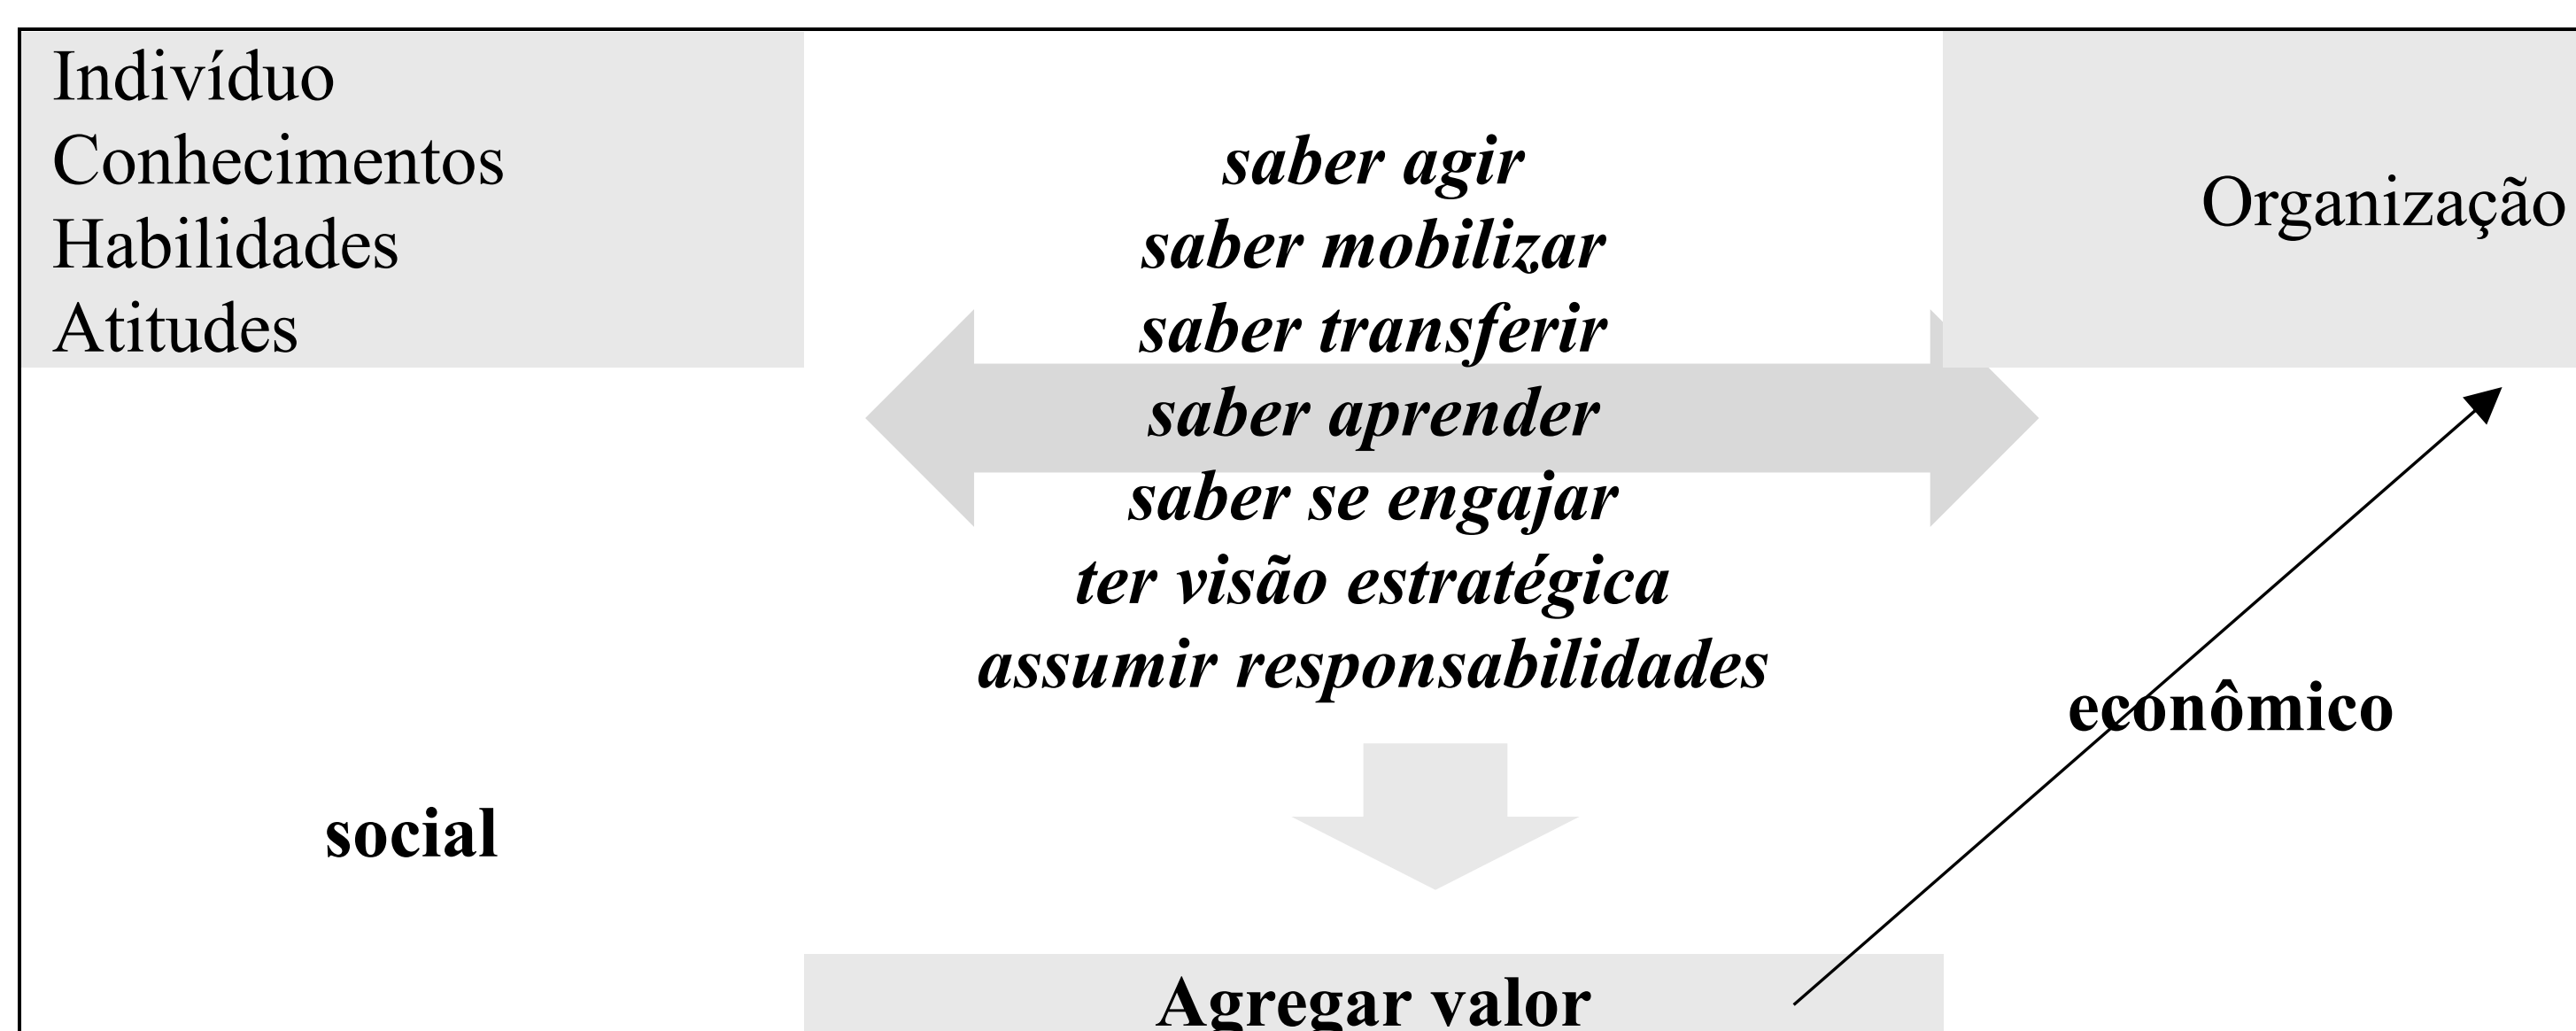 Indivíduo
Conhecimentos
Habilidades
Atitudes
saber agir
saber mobilizar
saber transferir
saber aprender
saber se engajar
ter visão estratégica
assumir responsabilidades
Organização
econômico
social
Agregar valor